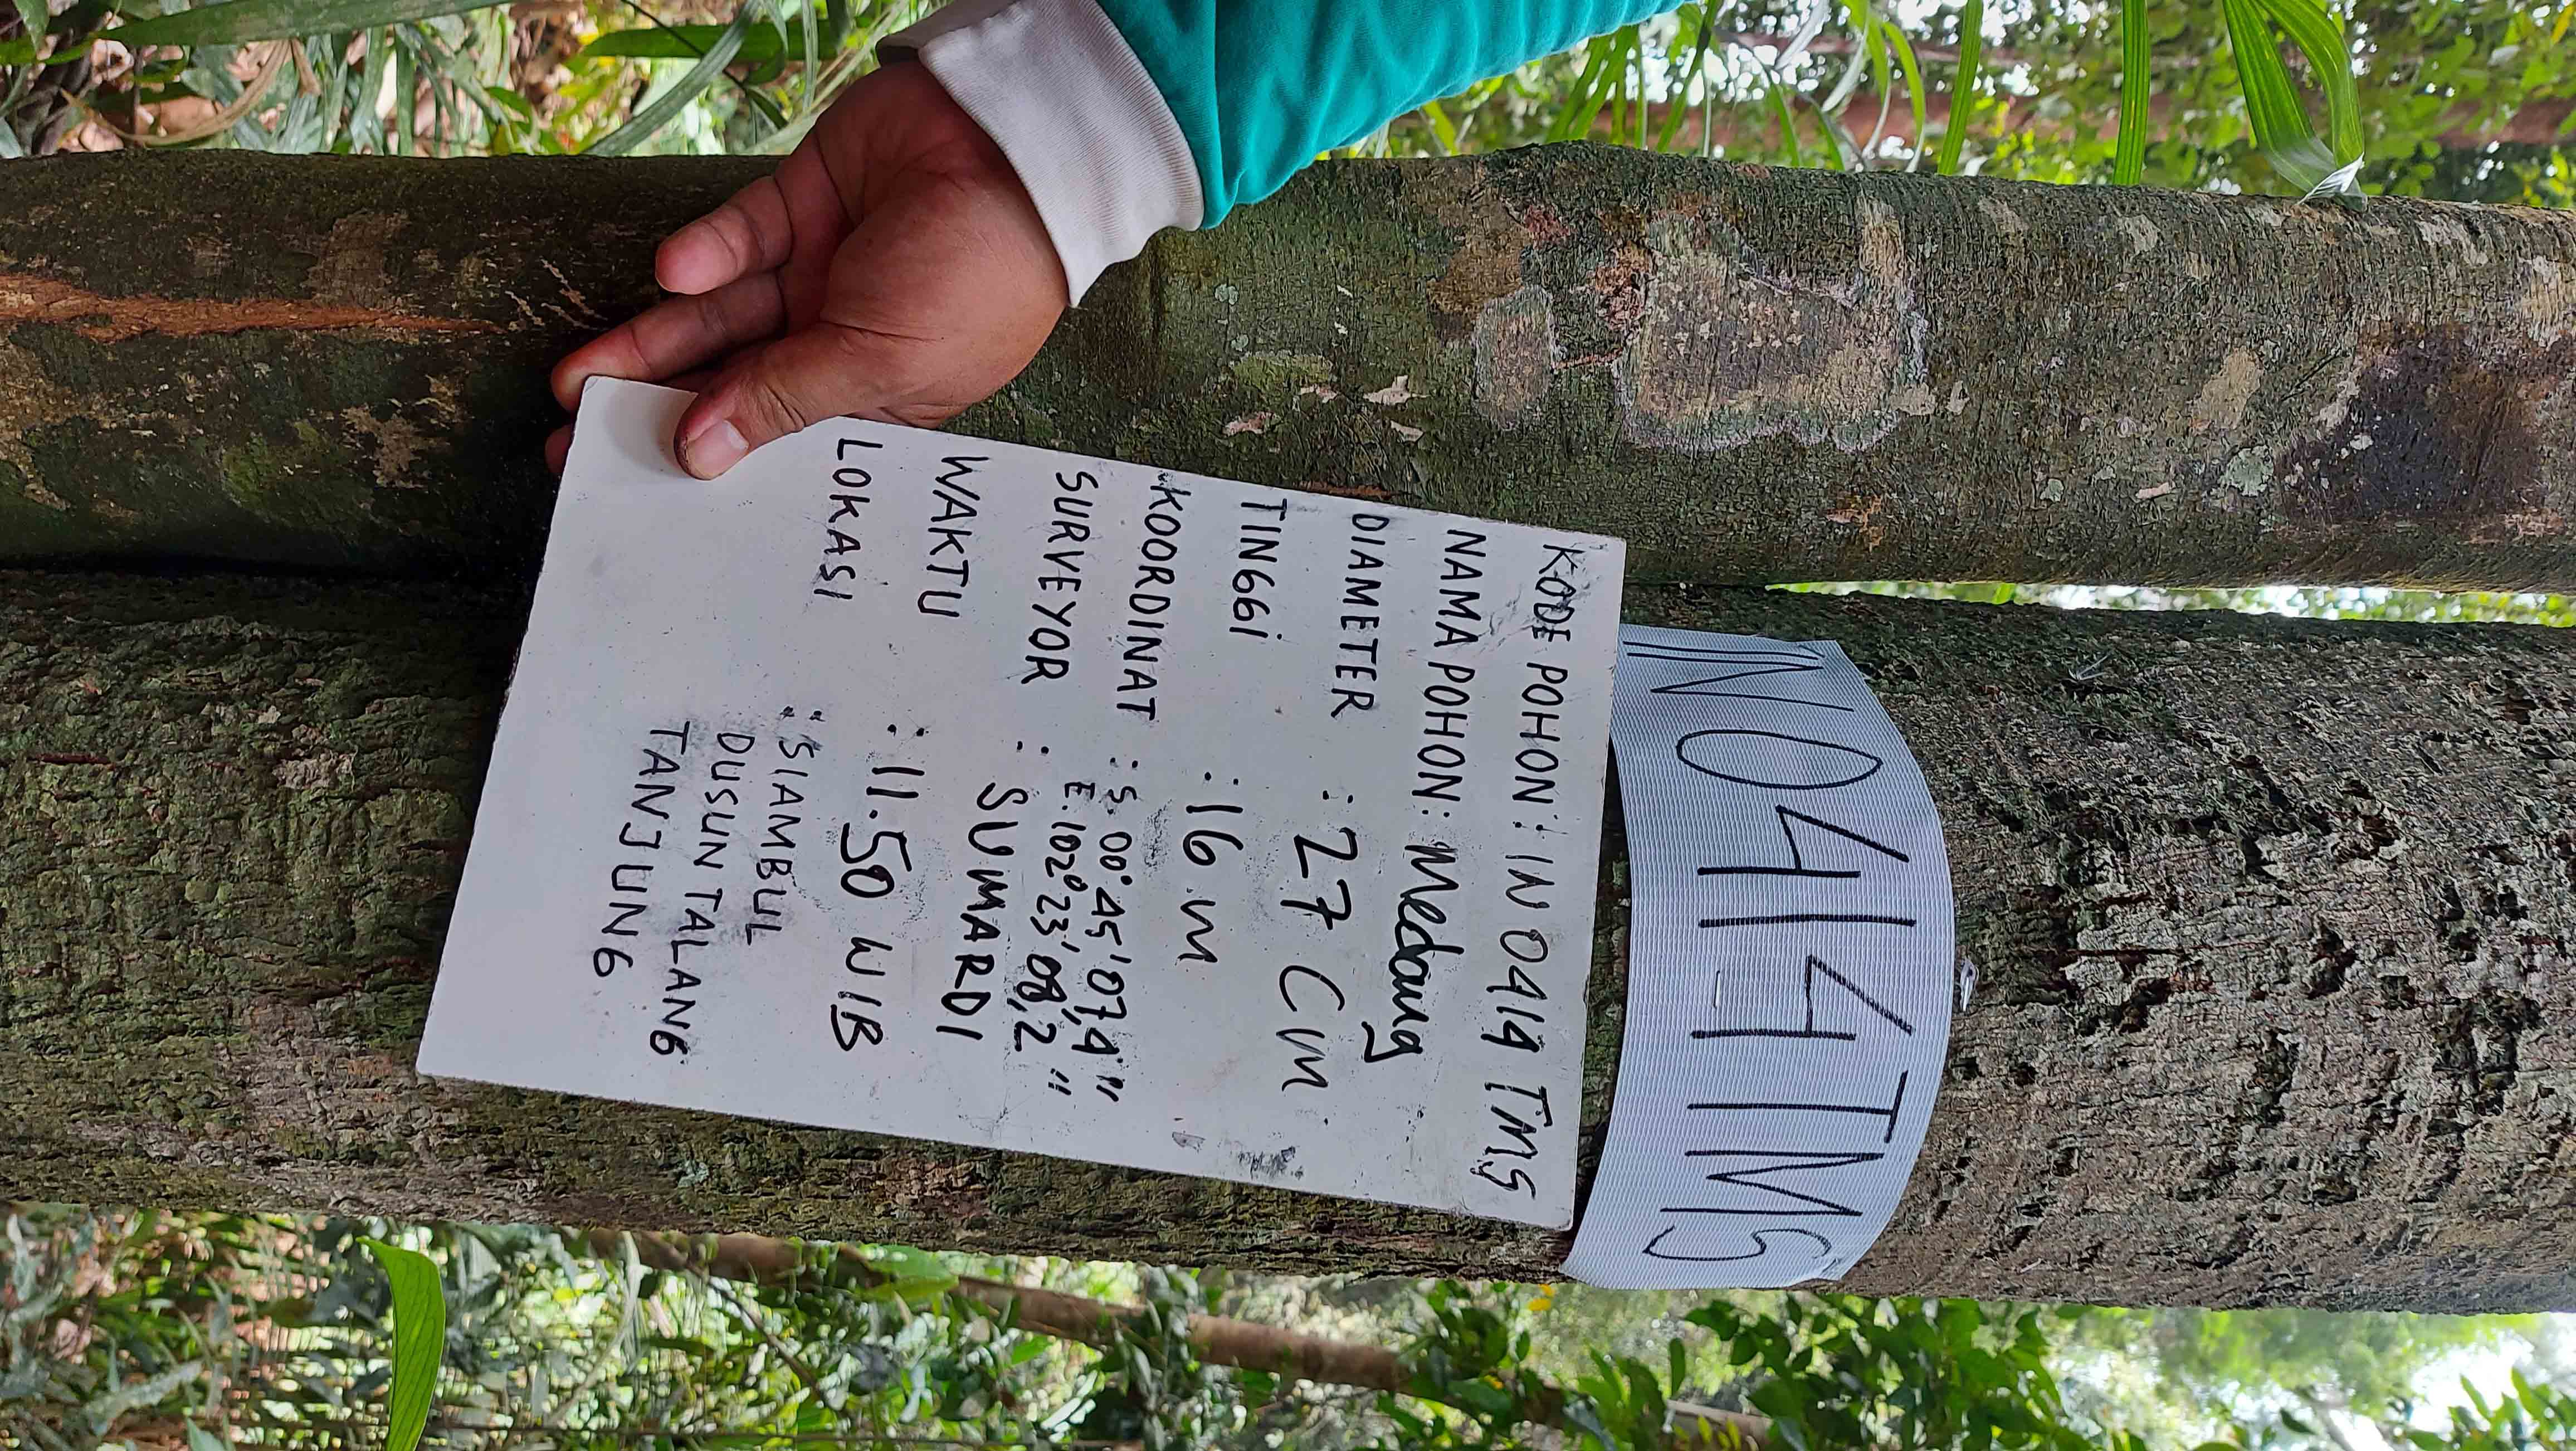 IN 0414 TMS
KODE POHON : IN 0414 TMS
NAMA POHON : Medang
DIAMETER : 27 Cm
TINGGi : 16 m
KOORDINAT : S. 00° 45' 07,4"
E. 102° 23' 08,2"
SURVEYOR : SUMARDI
WAKTU : 11.50 WIB
LOKASI : SIAMBUL
DUSUN TALANG
TANJUNG